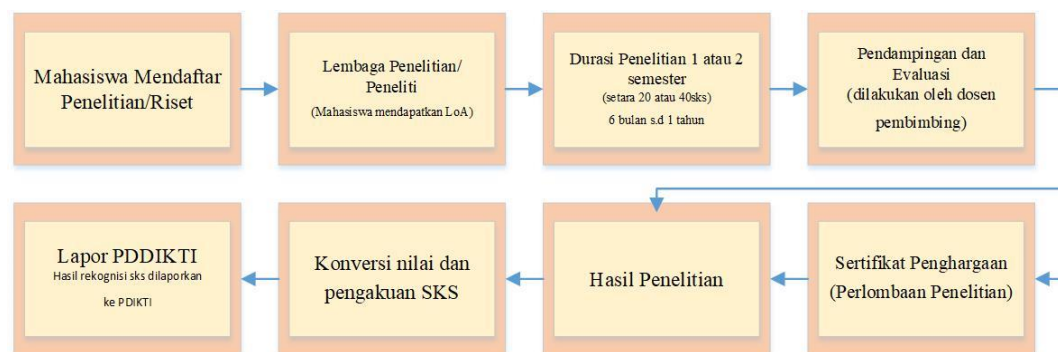 Mahasiswa Mendaftar
Penelitian/Riset
Lembaga Penelitian/
Peneliti
(Mahasiswa mendapatkan LoA)
Durasi Penelitian 1 atau 2
semester
(setara 20 atau 40sks)
6 bulan s.d 1 tahun
Pendampingan dan
Evaluasi
(dilakukan oleh dosen
pembimbing)
Lapor PDDIKTI
Hasil rekognisi sks dilaporkan
ke PDIKTI
Konversi nilai dan
pengakuan SKS
Hasil Penelitian
Sertifikat Penghargaan
(Perlombaan Penelitian)